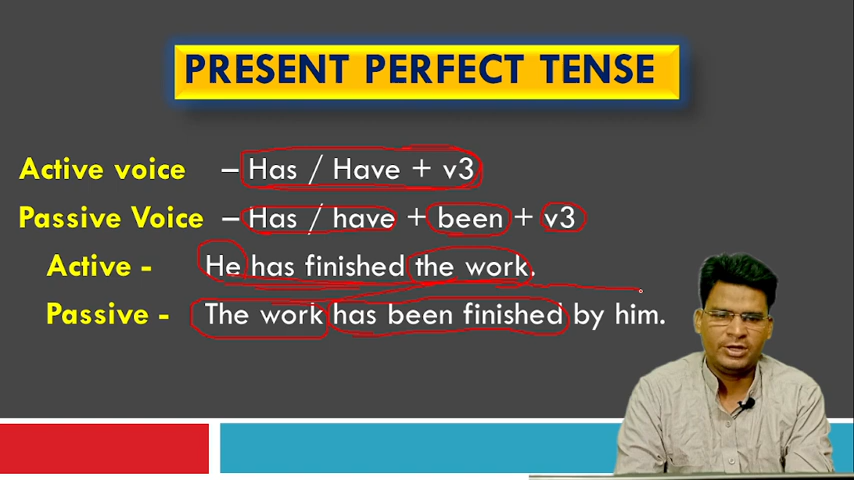 PRESENT PERFECT TENSE
Active voice – Has / Have + v3
Passive Voice – Has / have + been + v3
Active - He has finished the work.
Passive - The work has been finished by him.